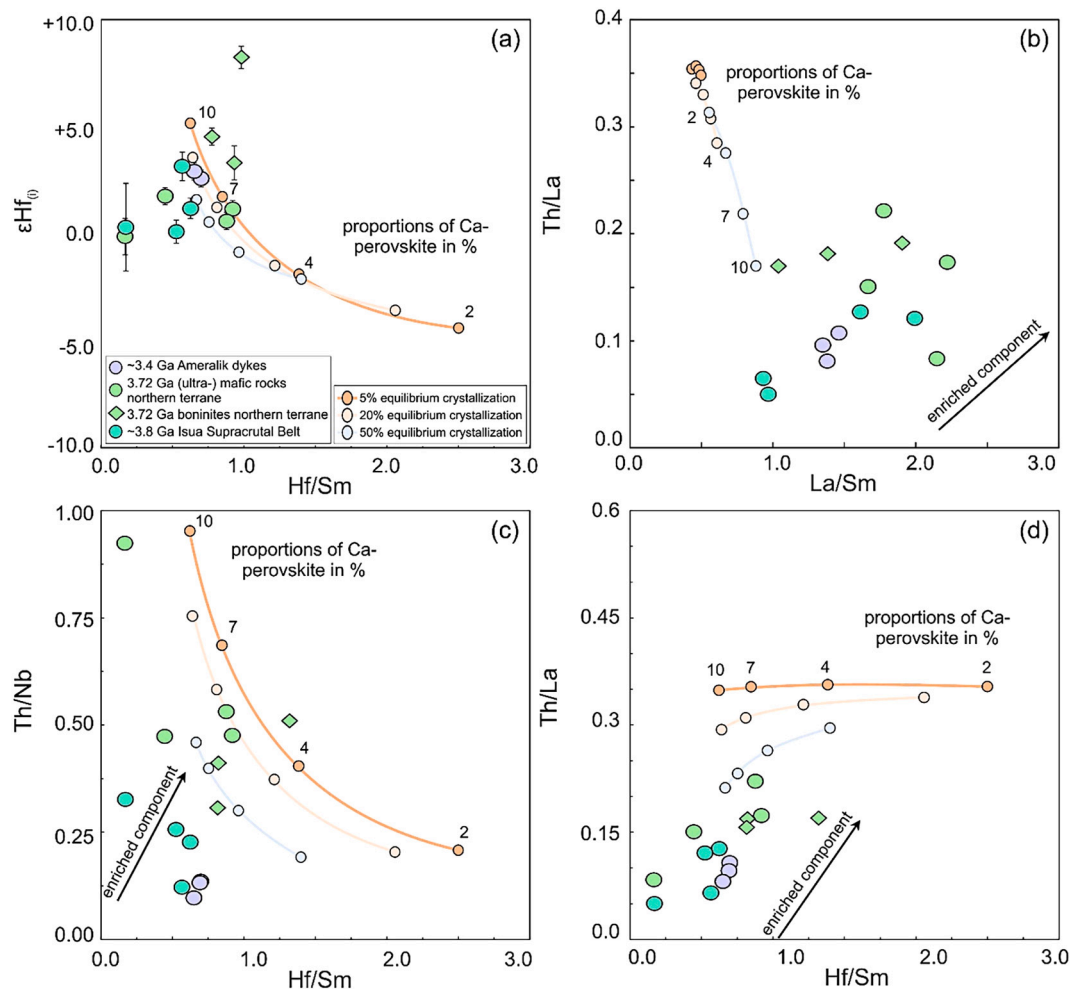 (a)
+10.0
+5.0
0.0
-5.0
-10.0
εHf(i)
10
7
4
2
proportions of Ca-
perovskite in %
~3.4 Ga Ameralik dykes
3.72 Ga (ultra-) mafic rocks
northern terrane
3.72 Ga boninites northern terrane
~3.8 Ga Isua Supracrutal Belt
5% equilibrium crystallization
20% equilibrium crystallization
50% equilibrium crystallization
0.0 1.0 2.0 3.0
Hf/Sm
(b)
0.4
0.3
0.2
0.1
0.0
Th/La
proportions of Ca-
perovskite in %
2
4
7
10
enriched component
0.0 1.0 2.0 3.0
La/Sm
(c)
1.00
0.75
0.50
0.25
0.00
Th/Nb
10
7
4
2
proportions of Ca-
perovskite in %
enriched component
0.0 1.0 2.0 3.0
Hf/Sm
(d)
0.6
0.45
0.3
0.15
0.0
Th/La
proportions of Ca-
perovskite in %
10 7 4 2
enriched component
0.0 1.0 2.0 3.0
Hf/Sm